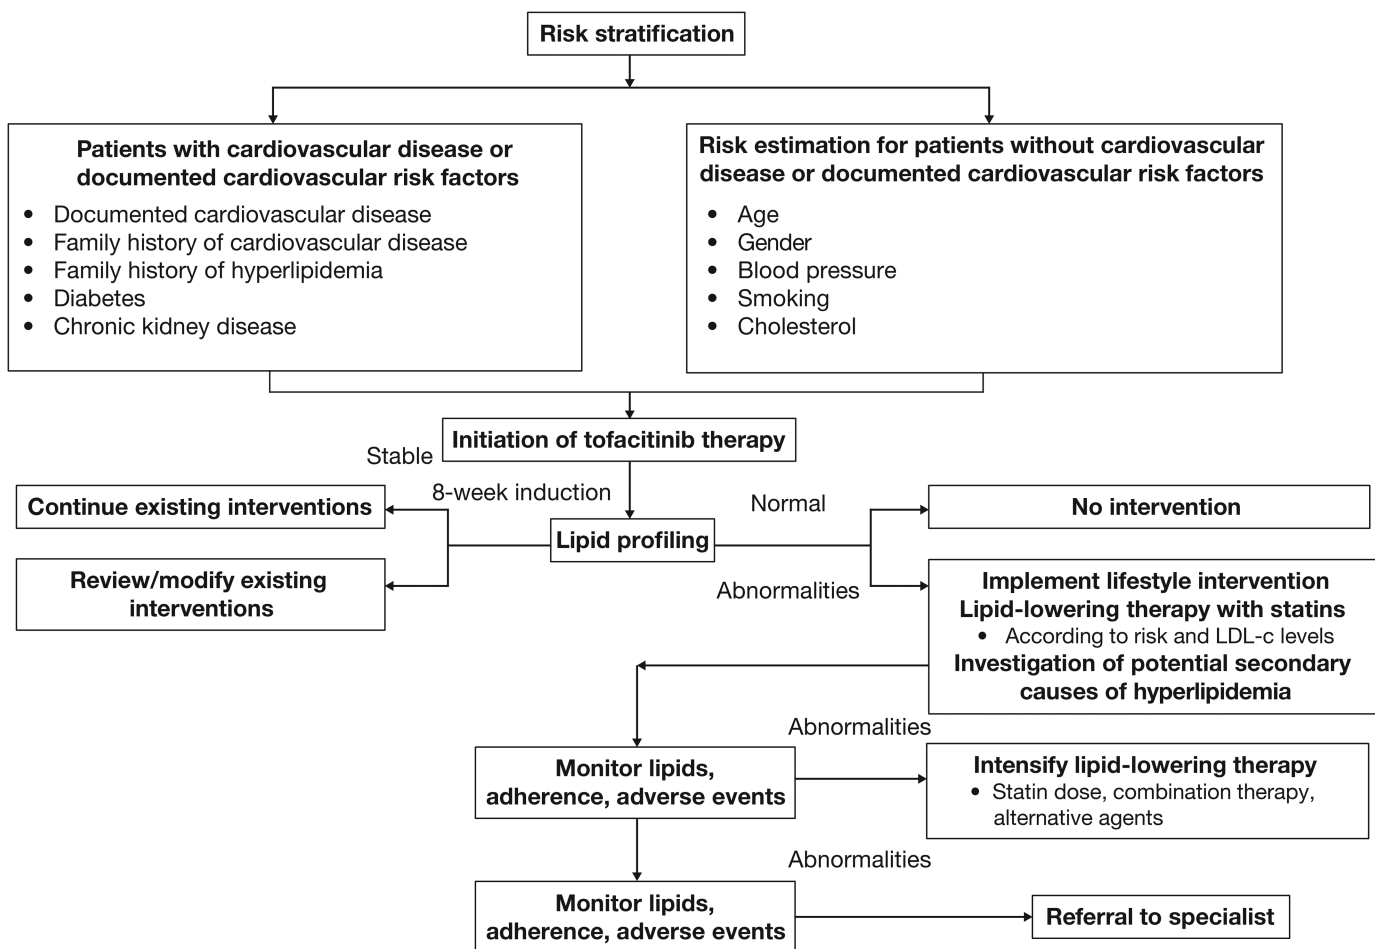 Risk stratification
Patients with cardiovascular disease or
documented cardiovascular risk factors
• Documented cardiovascular disease
• Family history of cardiovascular disease
• Family history of hyperlipidemia
• Diabetes
• Chronic kidney disease
Risk estimation for patients without cardiovascular
disease or documented cardiovascular risk factors
• Age
• Gender
• Blood pressure
• Smoking
• Cholesterol
Initiation of tofacitinib therapy
Stable
8-week induction
Normal
Continue existing interventions
Lipid profiling
No intervention
Review/modify existing
interventions
Abnormalities
Implement lifestyle intervention
Lipid-lowering therapy with statins
• According to risk and LDL-c levels
Investigation of potential secondary
causes of hyperlipidemia
Abnormalities
Monitor lipids,
adherence, adverse events
Intensify lipid-lowering therapy
• Statin dose, combination therapy,
alternative agents
Abnormalities
Monitor lipids,
adherence, adverse events
Referral to specialist